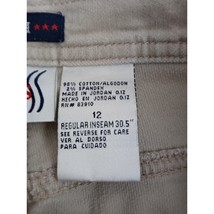 98% COTTON/ALGODON
2% SPANDEX
MADE IN JORDAN 0.12
HECHO EN JORDAN 0.12
RN# 83910
12
REGULAR INSEAM 30.5"
SEE REVERSE FOR CARE
VER AL DORSO
PARA CUIDADO